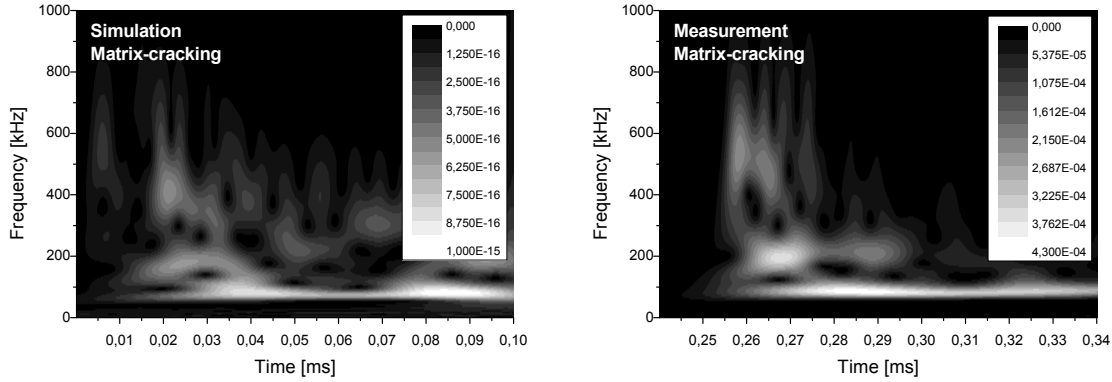 Simulation
Matrix-cracking
0,000
1,250E-16
2,500E-16
3,750E-16
5,000E-16
6,250E-16
7,500E-16
8,750E-16
1,000E-15
1000
800
600
400
200
0
Frequency [kHz]
0,01 0,02 0,03 0,04 0,05 0,06 0,07 0,08 0,09 0,10
Time [ms]
Measurement
Matrix-cracking
0,000
5,375E-05
1,075E-04
1,612E-04
2,150E-04
2,687E-04
3,225E-04
3,762E-04
4,300E-04
1000
800
600
400
200
0
Frequency [kHz]
0,25 0,26 0,27 0,28 0,29 0,30 0,31 0,32 0,33 0,34
Time [ms]